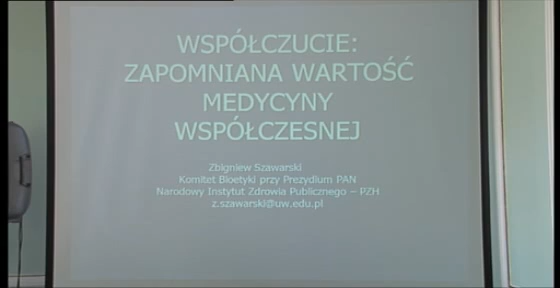 WSPÓŁCZUCIE:
ZAPOMNIANA WARTOŚĆ
MEDYCYNY
WSPÓŁCZESNEJ
Zbigniew Szawarski
Komitet Bioetyki przy Prezydium PAN
Narodowy Instytut Zdrowia Publicznego – PZH
z.szawarski@uw.edu.pl